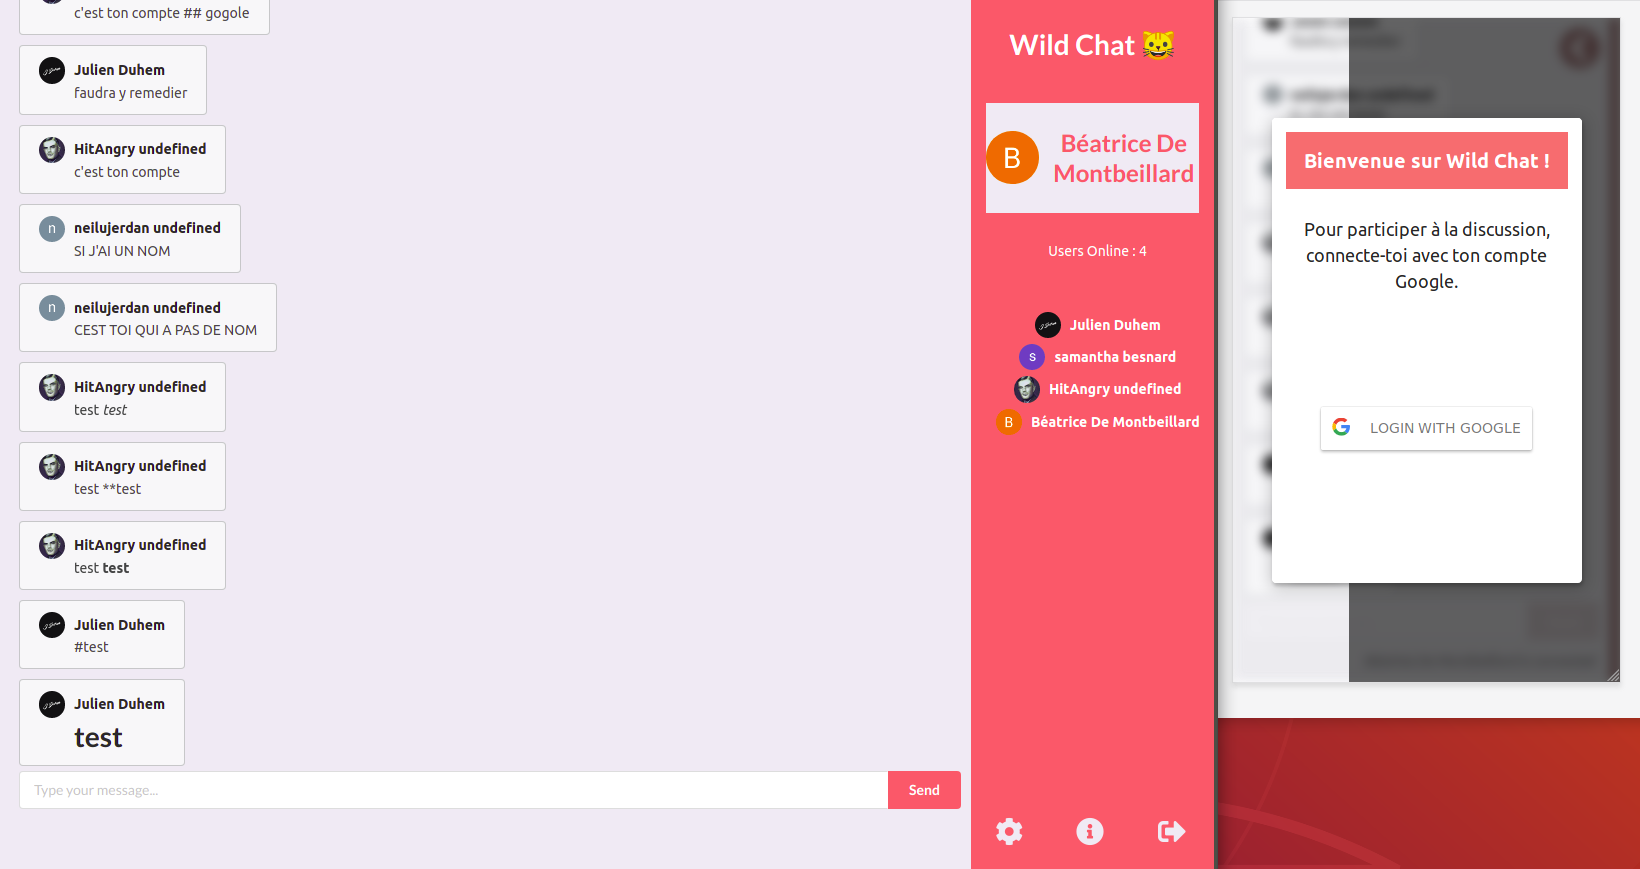 c'est ton compte ## gogole
Julien Duhem
faudra y remedier
HitAngry undefined
c'est ton compte
n
neilujerdan undefined
SI J'AI UN NOM
n
neilujerdan undefined
CEST TOI QUI A PAS DE NOM
HitAngry undefined
test test
HitAngry undefined
test **test
HitAngry undefined
test test
Julien Duhem
#test
Julien Duhem
test
Type your message...
Send
Wild Chat
B
Béatrice De
Montbeillard
Users Online : 4
Julien Duhem
s
samantha besnard
HitAngry undefined
B
Béatrice De Montbeillard
Bienvenue sur Wild Chat !
Pour participer à la discussion,
connecte-toi avec ton compte
Google.
LOGIN WITH GOOGLE